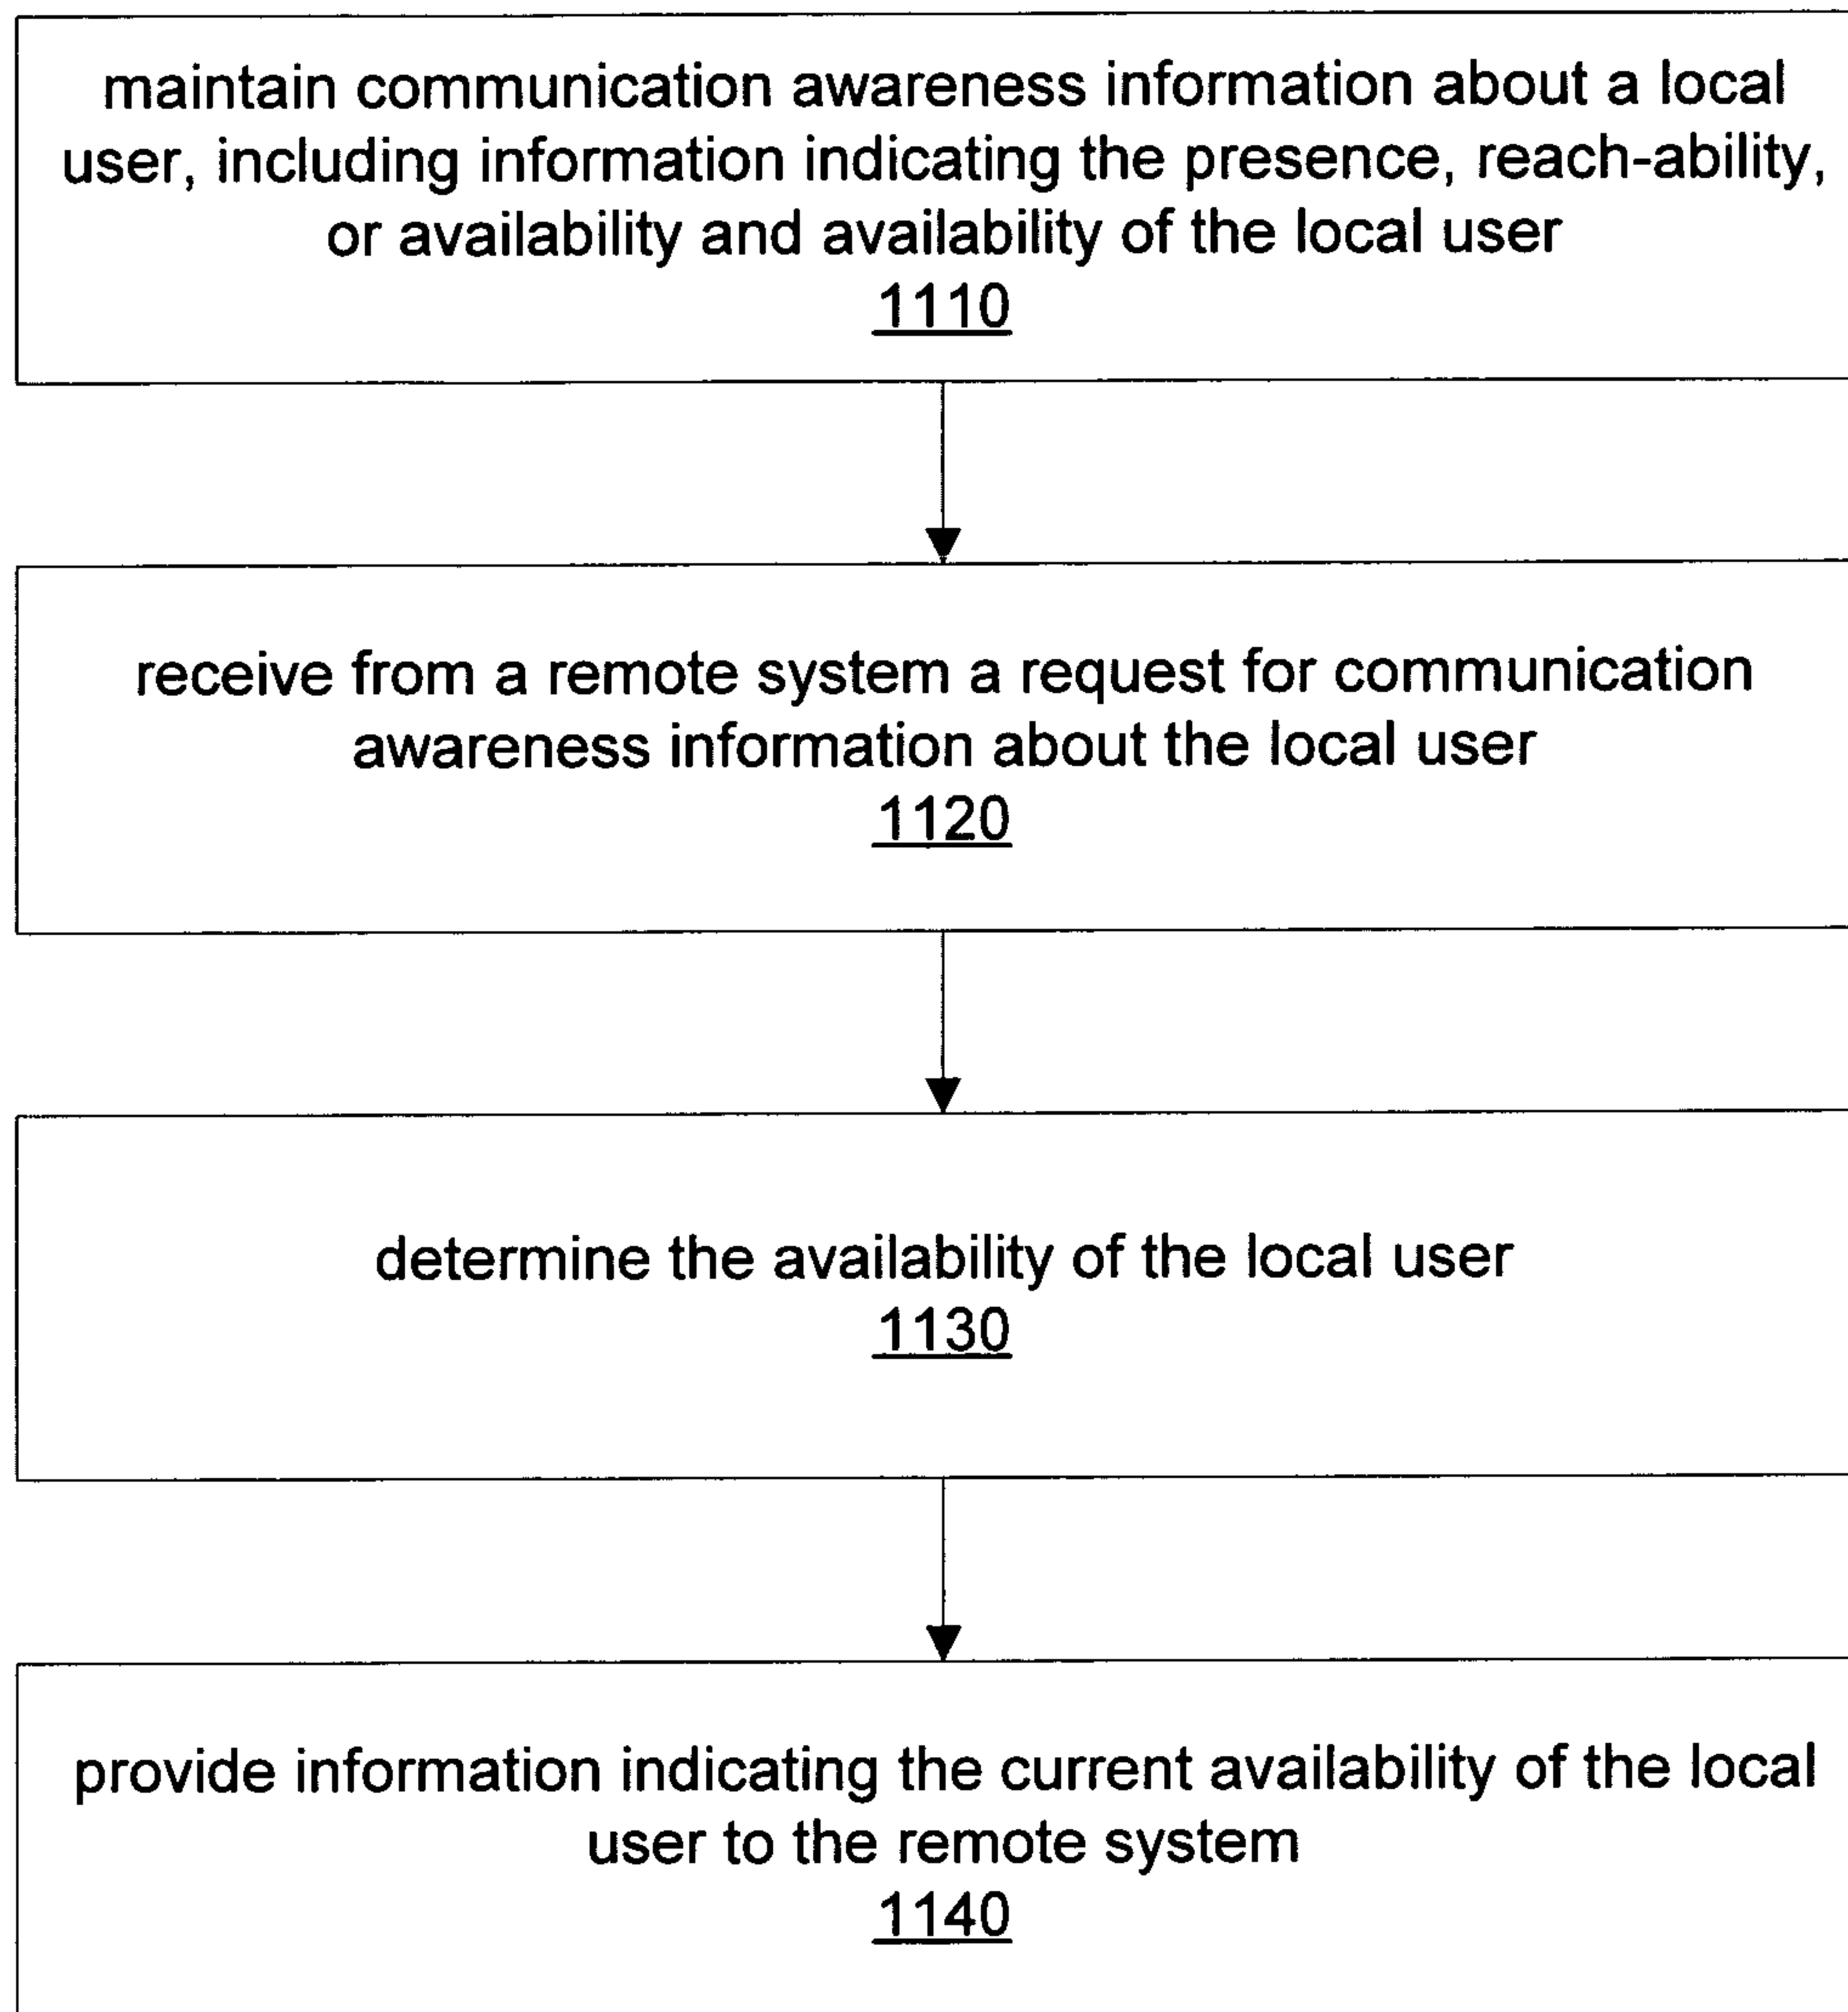 maintain communication awareness information about a local
user, including information indicating the presence, reach-ability,
or availability and availability of the local user
1110
receive from a remote system a request for communication
awareness information about the local user
1120
determine the availability of the local user
1130
provide information indicating the current availability of the local
user to the remote system
1140